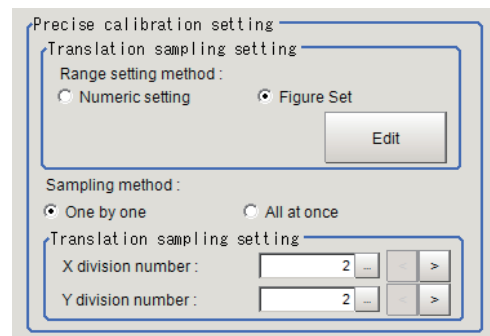 Precise calibration setting
Translation sampling setting
Range setting method :
Numeric setting Figure Set
Edit
Sampling method :
One by one All at once
Translation sampling setting
X division number : 2 ... < >
Y division number : 2 ... < >